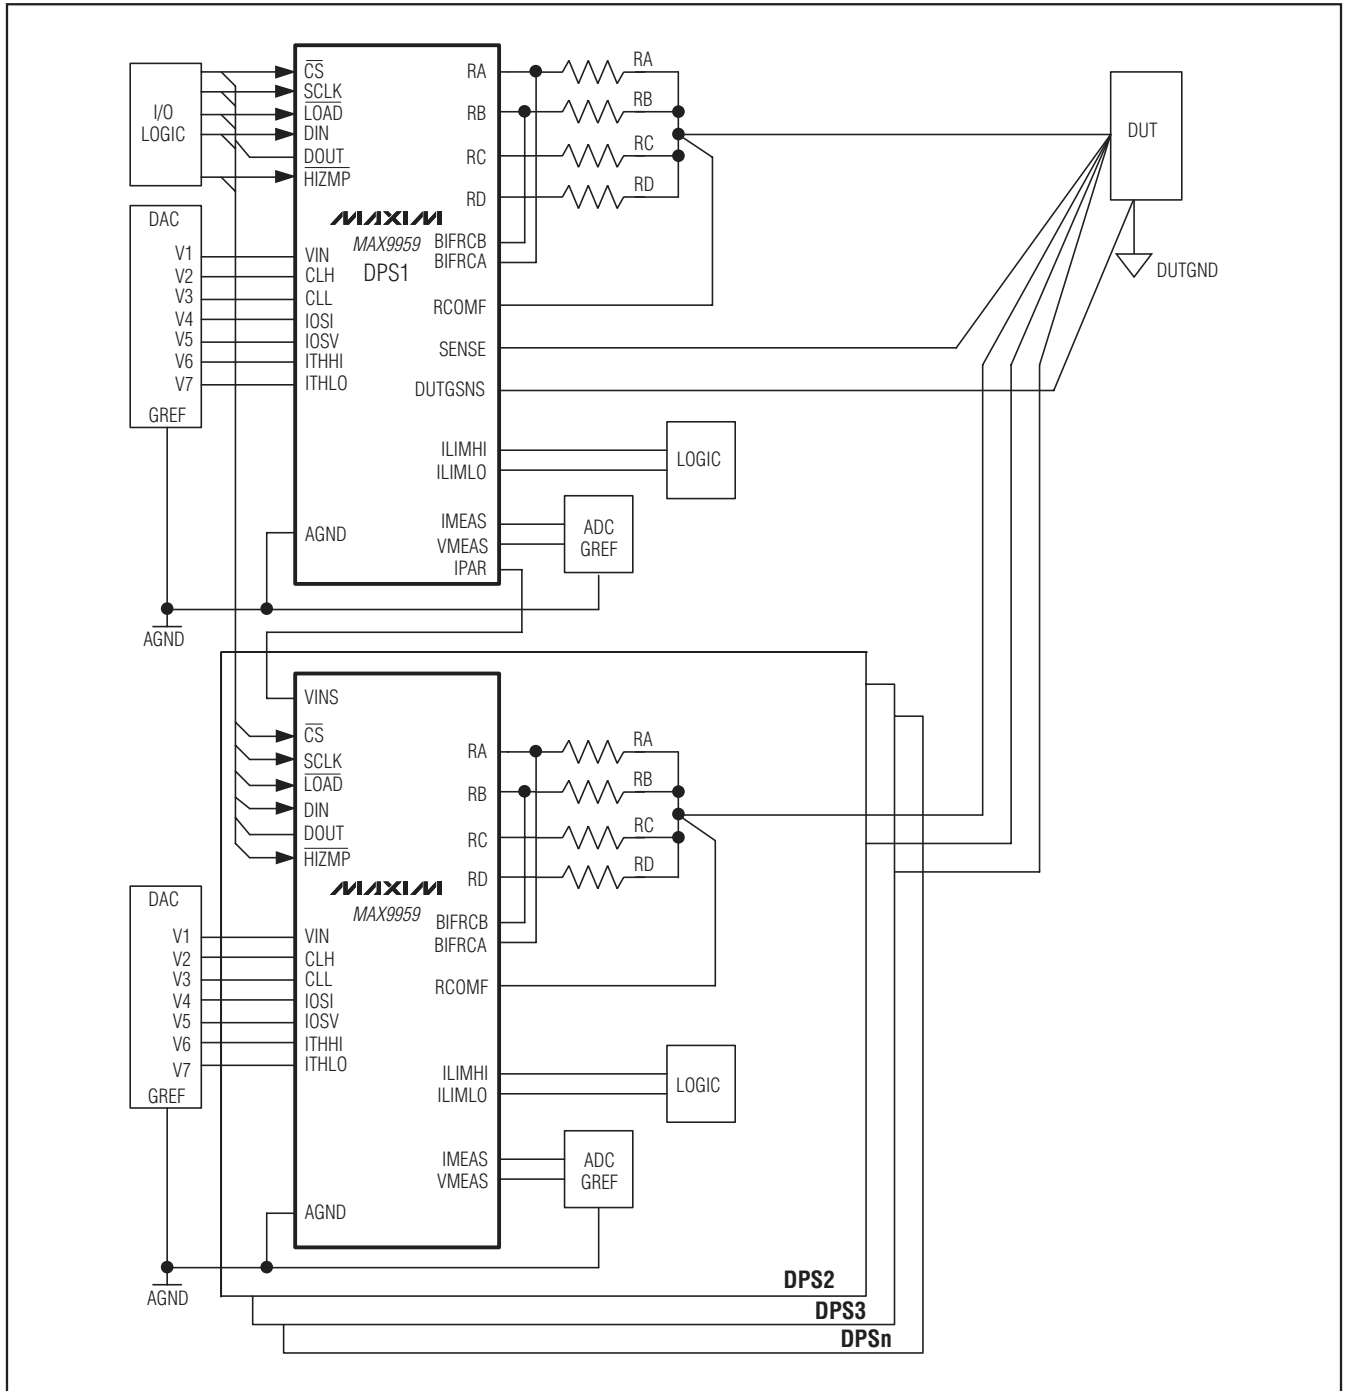 I/O
LOGIC
CS
SCLK
LOAD
DIN
DOUT
HIZMP
RA
RB
RC
RD
RA
RB
RC
RD
DUT
DUTGND
MAXIM
MAX9959
DPS1
DAC
V1
V2
V3
V4
V5
V6
V7
GREF
VIN
CLH
CLL
IOSI
IOSV
ITHHI
ITHLO
BIFRCB
BIFRCA
RCOMF
SENSE
DUTGSNS
ILIMHI
ILIMLO
LOGIC
IMEAS
VMEAS
IPAR
ADC
GREF
AGND
AGND
VINS
CS
SCLK
LOAD
DIN
DOUT
HIZMP
RA
RB
RC
RD
RA
RB
RC
RD
MAXIM
MAX9959
DAC
V1
V2
V3
V4
V5
V6
V7
GREF
VIN
CLH
CLL
IOSI
IOSV
ITHHI
ITHLO
BIFRCB
BIFRCA
RCOMF
ILIMHI
ILIMLO
LOGIC
IMEAS
VMEAS
ADC
GREF
AGND
AGND
DPS2
DPS3
DPSn